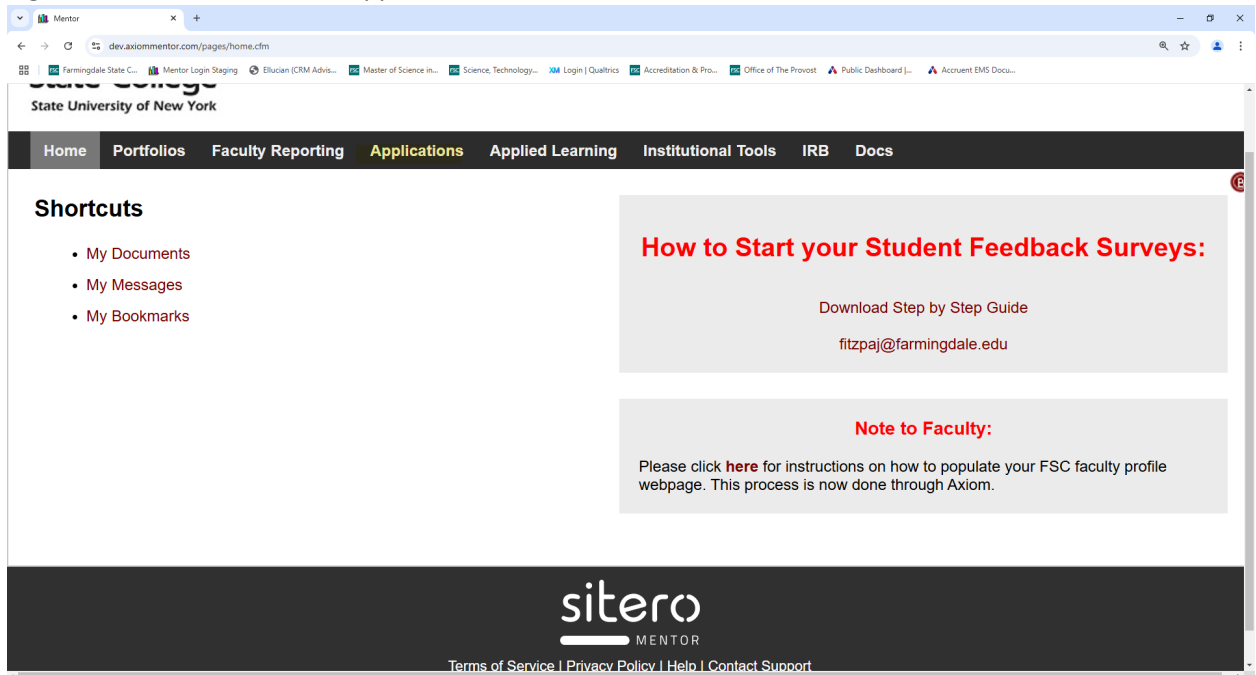 Mentor
dev.axiommentor.com/pages/home.cfm
Farmingdale State C... Mentor Login Staging Ellucian (CRM Advis... Master of Science in... Science, Technology... Login | Qualtrics Accreditation & Pro... Office of The Provost Public Dashboard |... Accruent EMS Docu...
State College
State University of New York
Home Portfolios Faculty Reporting Applications Applied Learning Institutional Tools IRB Docs
Shortcuts
• My Documents
• My Messages
• My Bookmarks
How to Start your Student Feedback Surveys:
Download Step by Step Guide
fitzpaj@farmingdale.edu
Note to Faculty:
Please click here for instructions on how to populate your FSC faculty profile
webpage. This process is now done through Axiom.
sitero
MENTOR
Terms of Service | Privacy Policy | Help | Contact Support